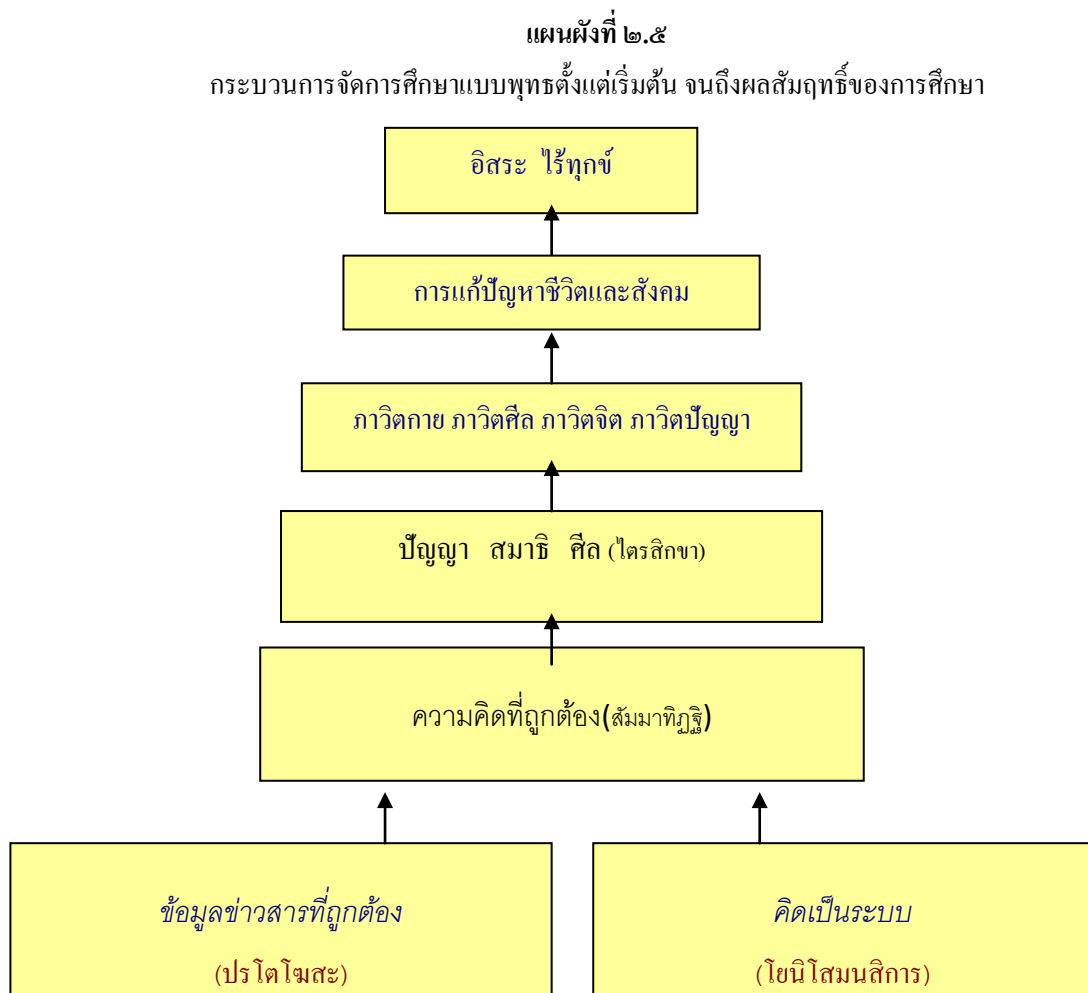 แผนผังที่ ๒.๕
กระบวนการจัดการศึกษาแบบพุทธตั้งแต่เริ่มต้น จนถึงผลสัมฤทธิ์ของการศึกษา
อิสระ ไร้ทุกข์
การแก้ปัญหาชีวิตและสังคม
ภาวิตกาย ภาวิตศีล ภาวิตจิต ภาวิตปัญญา
ปัญญา สมาธิ ศีล (ไตรสิกขา)
ความคิดที่ถูกต้อง(สัมมาทิฏฐิ)
ข้อมูลข่าวสารที่ถูกต้อง
(ปรโตโฆสะ)
คิดเป็นระบบ
(โยนิโสมนสิการ)